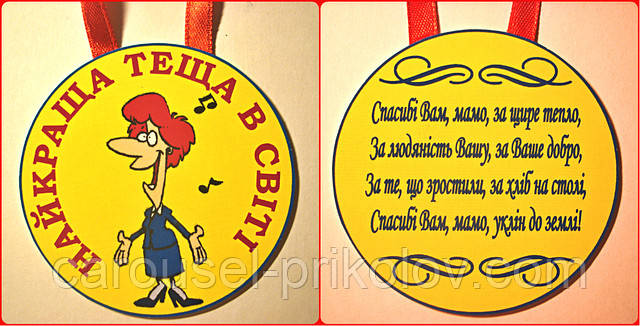 НАЙКРАЩА ТЕЩА В СВІТІ
Спасибі Вам, мамо, за щире тепло,
За людяність Вашу, за Ваше добро,
За те, що зростили, за хліб на столі,
Спасибі Вам, мамо, уклін до землі!
carousel-prikolov.com.ua